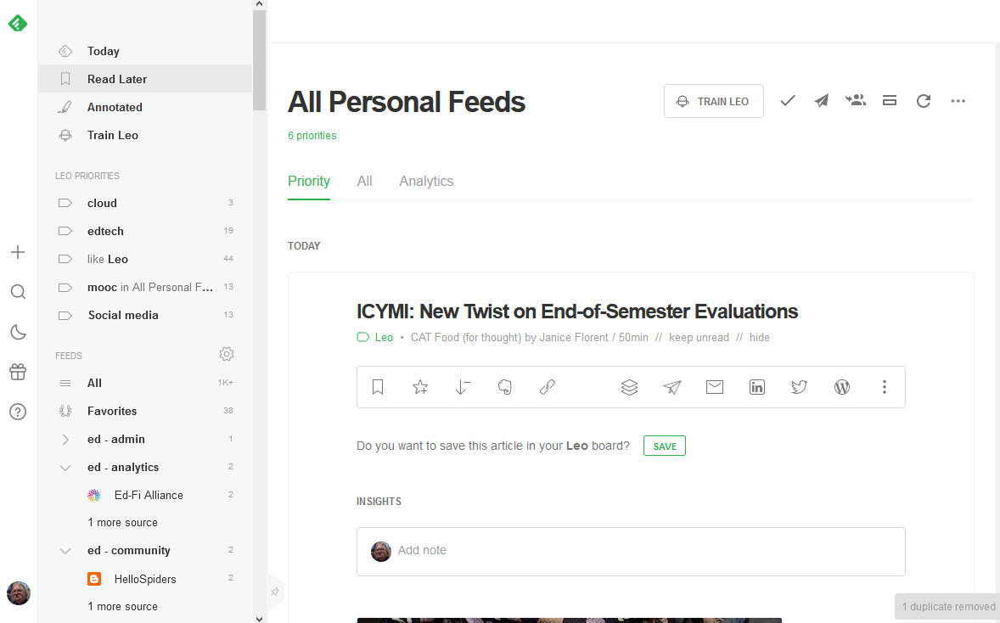 Today
Read Later
Annotated
Train Leo
LEO PRIORITIES
cloud 3
edtech 19
like Leo 44
mooc in All Personal F... 13
Social media 13
FEEDS
All 1K+
Favorites 38
ed - admin 1
ed - analytics 2
Ed-Fi Alliance 2
1 more source
ed - community 2
HelloSpiders 2
1 more source
All Personal Feeds
TRAIN LEO
6 priorities
Priority All Analytics
TODAY
ICYMI: New Twist on End-of-Semester Evaluations
Leo • CAT Food (for thought) by Janice Florent / 50min // keep unread // hide
Do you want to save this article in your Leo board? SAVE
INSIGHTS
Add note
1 duplicate removed